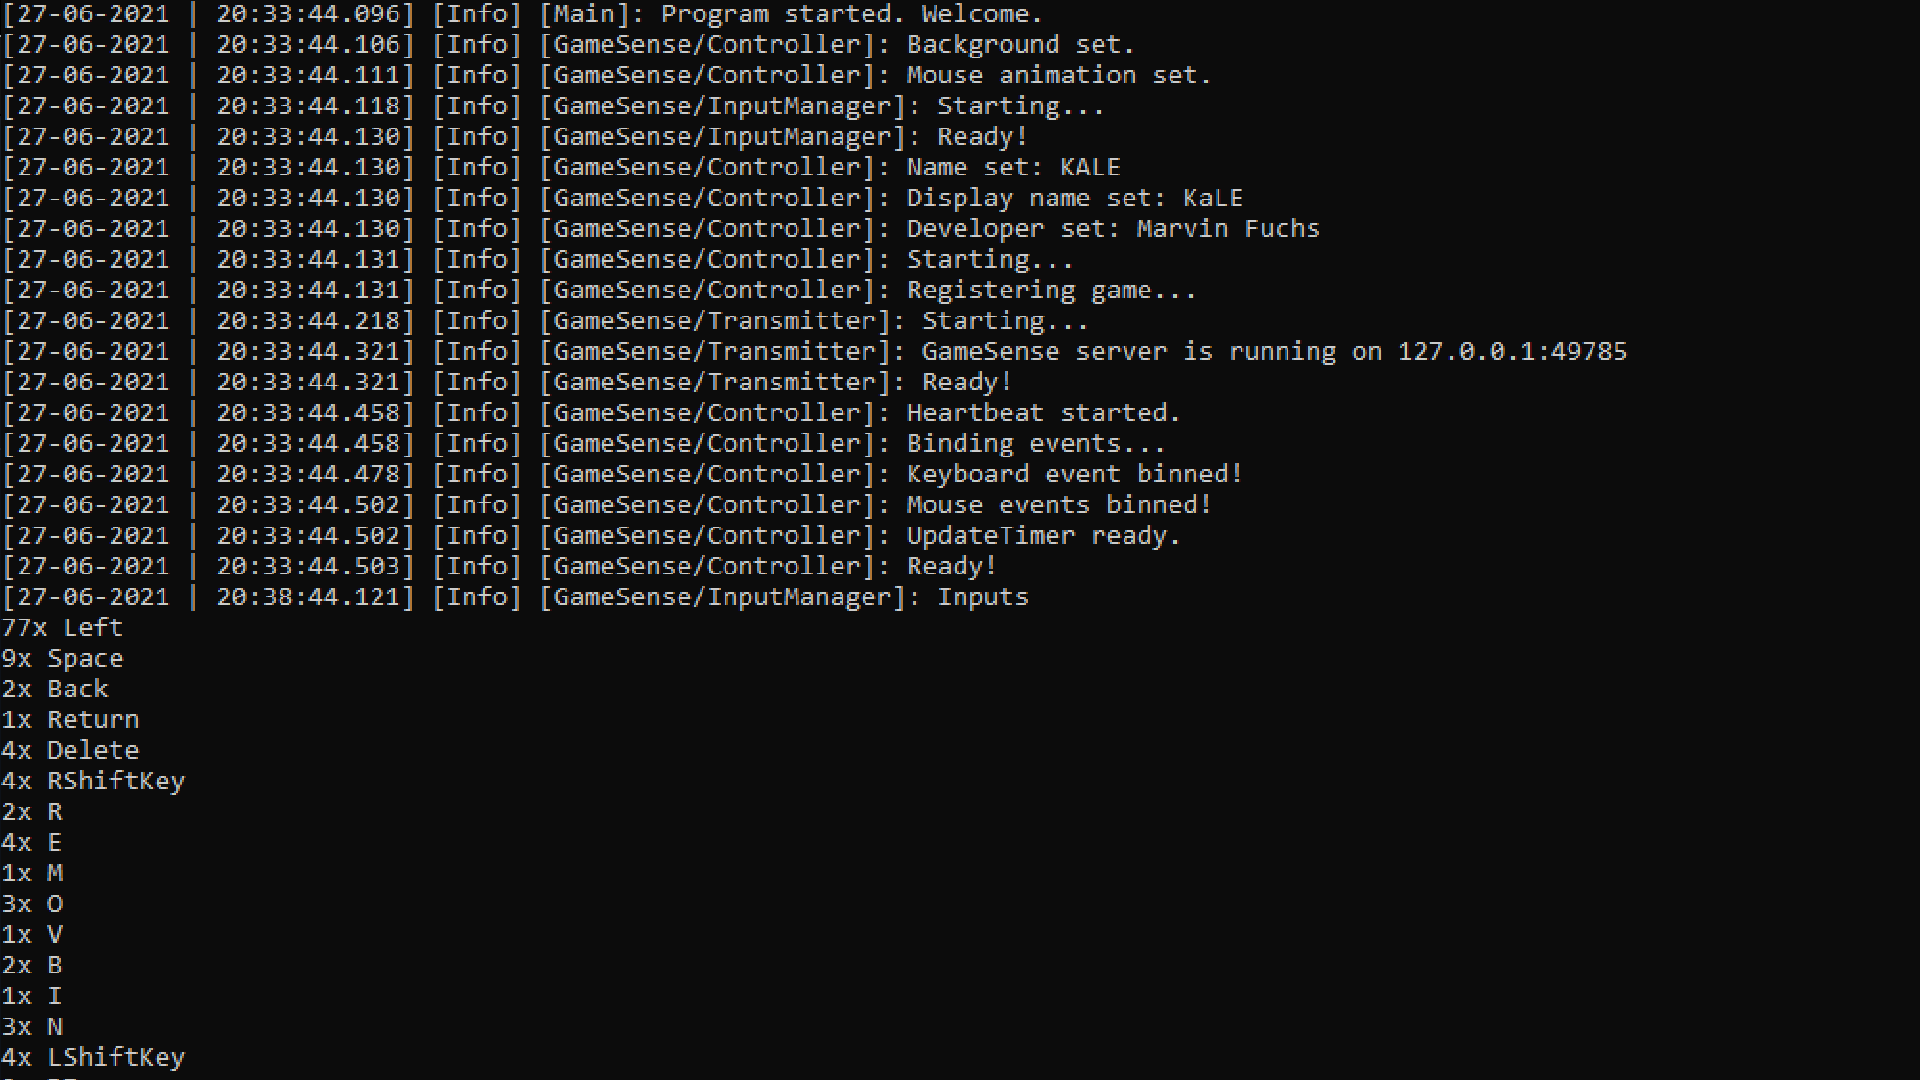 [27-06-2021 | 20:33:44.096] [Info] [Main]: Program started. Welcome.
[27-06-2021 | 20:33:44.106] [Info] [GameSense/Controller]: Background set.
[27-06-2021 | 20:33:44.111] [Info] [GameSense/Controller]: Mouse animation set.
[27-06-2021 | 20:33:44.118] [Info] [GameSense/InputManager]: Starting...
[27-06-2021 | 20:33:44.130] [Info] [GameSense/InputManager]: Ready!
[27-06-2021 | 20:33:44.130] [Info] [GameSense/Controller]: Name set: KALE
[27-06-2021 | 20:33:44.130] [Info] [GameSense/Controller]: Display name set: KaLE
[27-06-2021 | 20:33:44.130] [Info] [GameSense/Controller]: Developer set: Marvin Fuchs
[27-06-2021 | 20:33:44.131] [Info] [GameSense/Controller]: Starting...
[27-06-2021 | 20:33:44.131] [Info] [GameSense/Controller]: Registering game...
[27-06-2021 | 20:33:44.218] [Info] [GameSense/Transmitter]: Starting...
[27-06-2021 | 20:33:44.321] [Info] [GameSense/Transmitter]: GameSense server is running on 127.0.0.1:49785
[27-06-2021 | 20:33:44.321] [Info] [GameSense/Transmitter]: Ready!
[27-06-2021 | 20:33:44.458] [Info] [GameSense/Controller]: Heartbeat started.
[27-06-2021 | 20:33:44.458] [Info] [GameSense/Controller]: Binding events...
[27-06-2021 | 20:33:44.478] [Info] [GameSense/Controller]: Keyboard event binned!
[27-06-2021 | 20:33:44.502] [Info] [GameSense/Controller]: Mouse events binned!
[27-06-2021 | 20:33:44.502] [Info] [GameSense/Controller]: UpdateTimer ready.
[27-06-2021 | 20:33:44.503] [Info] [GameSense/Controller]: Ready!
[27-06-2021 | 20:38:44.121] [Info] [GameSense/InputManager]: Inputs
77x Left
9x Space
2x Back
1x Return
4x Delete
4x RShiftKey
2x R
4x E
1x M
3x O
1x V
2x B
1x I
3x N
4x LShiftKey